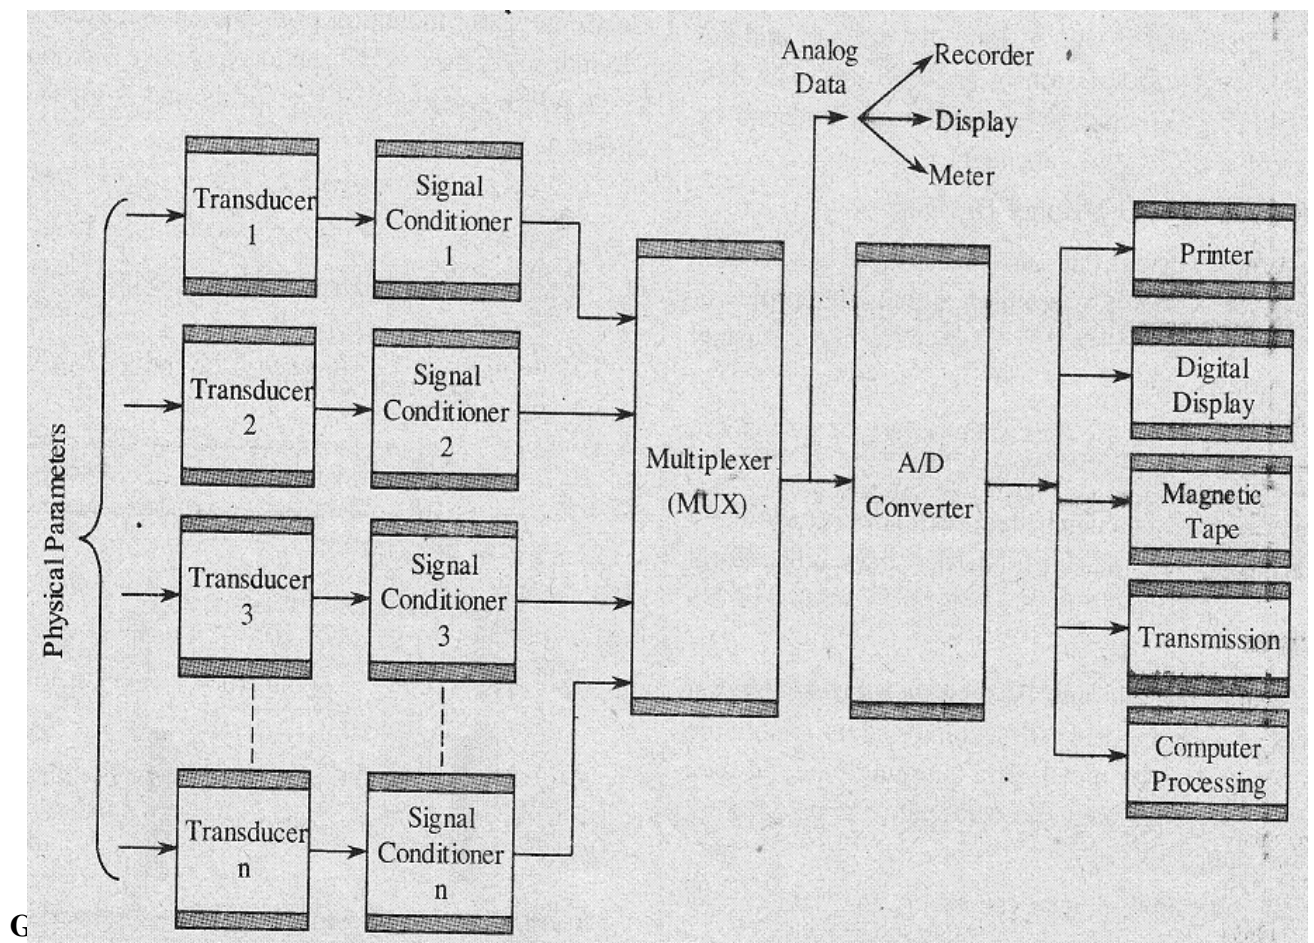 Analog
Data
Recorder
Display
Meter
Physical Parameters
Transducer
1
Signal
Conditioner
1
Transducer
2
Signal
Conditioner
2
Transducer
3
Signal
Conditioner
3
Transducer
n
Signal
Conditioner
n
Multiplexer
(MUX)
A/D
Converter
Printer
Digital
Display
Magnetic
Tape
Transmission
Computer
Processing
G